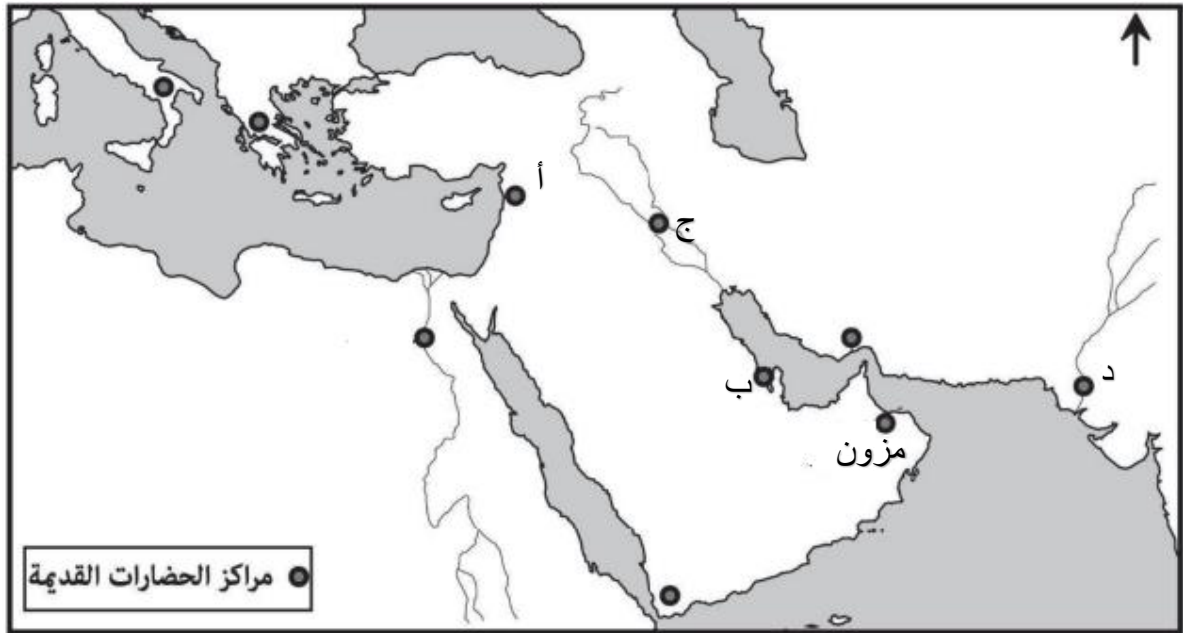 أ
ج
ب
د
مزون
مراكز الحضارات القديمة